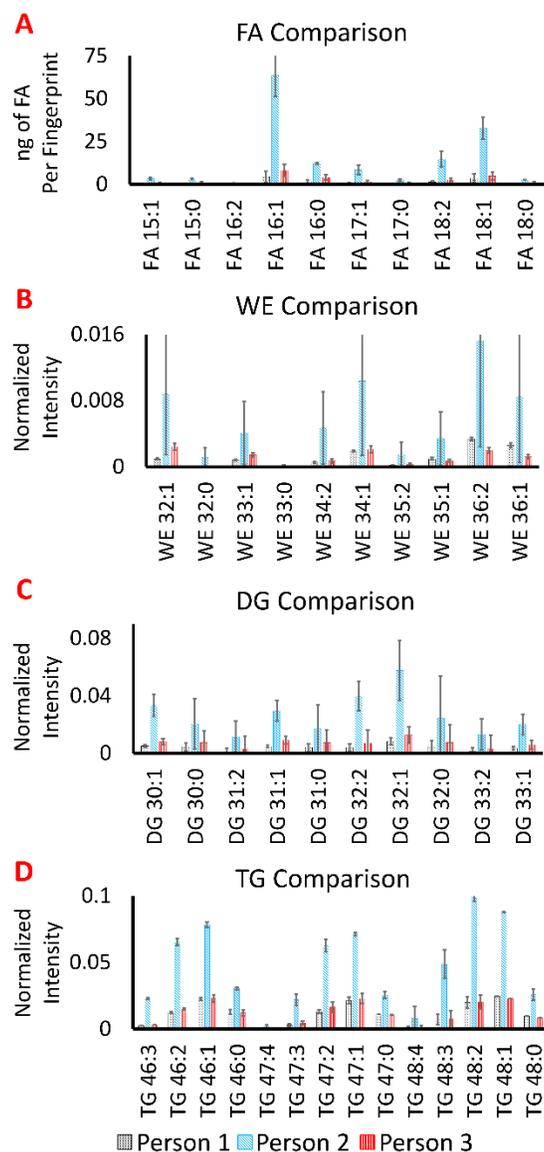 A
FA Comparison
ng of FA
Per Fingerprint
75
50
25
0
FA 15:1
FA 15:0
FA 16:2
FA 16:1
FA 16:0
FA 17:1
FA 17:0
FA 18:2
FA 18:1
FA 18:0
B
WE Comparison
Normalized
Intensity
0.016
0.008
0
WE 32:1
WE 32:0
WE 33:1
WE 33:0
WE 34:2
WE 34:1
WE 35:2
WE 35:1
WE 36:2
WE 36:1
C
DG Comparison
Normalized
Intensity
0.08
0.04
0
DG 30:1
DG 30:0
DG 31:2
DG 31:1
DG 31:0
DG 32:2
DG 32:1
DG 32:0
DG 33:2
DG 33:1
D
TG Comparison
Normalized
Intensity
0.1
0.05
0
TG 46:3
TG 46:2
TG 46:1
TG 46:0
TG 47:4
TG 47:3
TG 47:2
TG 47:1
TG 47:0
TG 48:4
TG 48:3
TG 48:2
TG 48:1
TG 48:0
Person 1 Person 2 Person 3